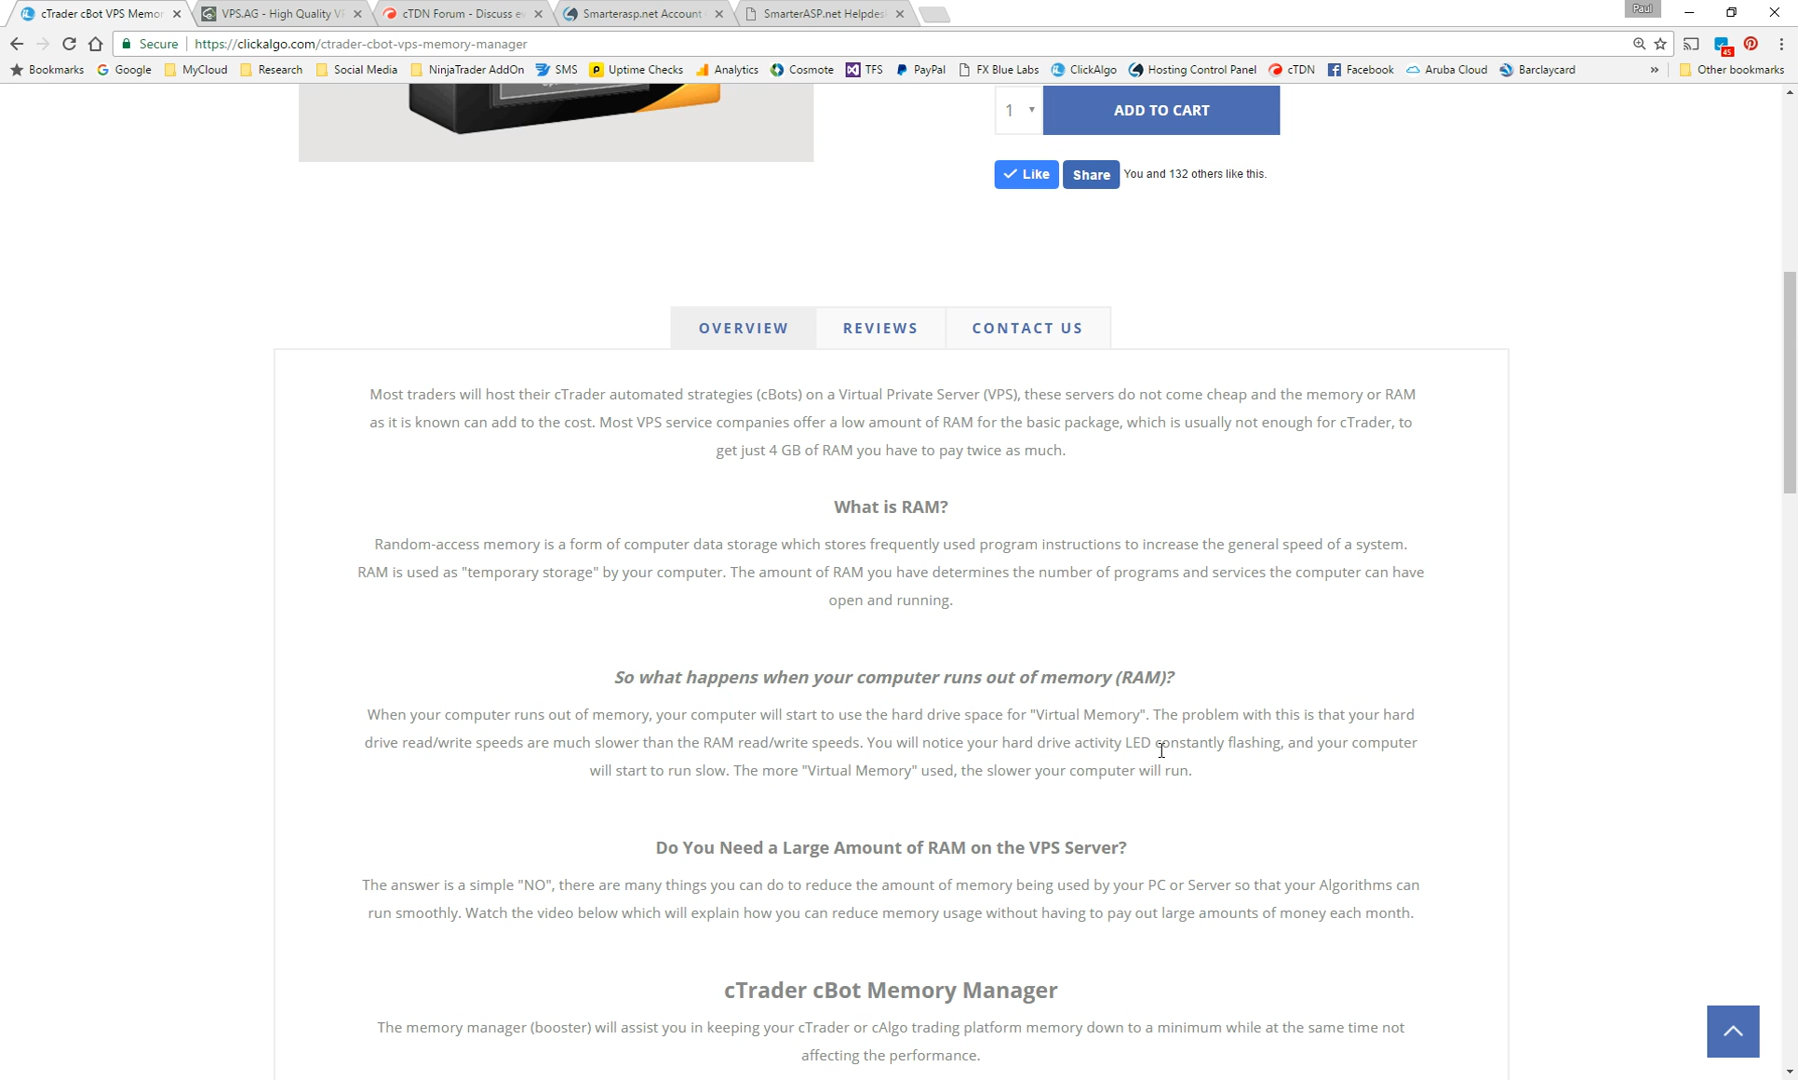 cTrader cBot VPS Memor
VPS.AG - High Quality VP
cTDN Forum - Discuss ev
Smarterasp.net Account
SmarterASP.net Helpdesk
Paul
Secure https://clickalgo.com/ctrader-cbot-vps-memory-manager
45
Bookmarks Google MyCloud Research Social Media NinjaTrader AddOn SMS Uptime Checks Analytics Cosmote TFS PayPal FX Blue Labs ClickAlgo Hosting Control Panel cTDN Facebook Aruba Cloud Barclaycard » Other bookmarks
1 ADD TO CART
Like Share You and 132 others like this.
OVERVIEW REVIEWS CONTACT US
Most traders will host their cTrader automated strategies (cBots) on a Virtual Private Server (VPS), these servers do not come cheap and the memory or RAM
as it is known can add to the cost. Most VPS service companies offer a low amount of RAM for the basic package, which is usually not enough for cTrader, to
get just 4 GB of RAM you have to pay twice as much.
What is RAM?
Random-access memory is a form of computer data storage which stores frequently used program instructions to increase the general speed of a system.
RAM is used as "temporary storage" by your computer. The amount of RAM you have determines the number of programs and services the computer can have
open and running.
So what happens when your computer runs out of memory (RAM)?
When your computer runs out of memory, your computer will start to use the hard drive space for "Virtual Memory". The problem with this is that your hard
drive read/write speeds are much slower than the RAM read/write speeds. You will notice your hard drive activity LED constantly flashing, and your computer
will start to run slow. The more "Virtual Memory" used, the slower your computer will run.
Do You Need a Large Amount of RAM on the VPS Server?
The answer is a simple "NO", there are many things you can do to reduce the amount of memory being used by your PC or Server so that your Algorithms can
run smoothly. Watch the video below which will explain how you can reduce memory usage without having to pay out large amounts of money each month.
cTrader cBot Memory Manager
The memory manager (booster) will assist you in keeping your cTrader or cAlgo trading platform memory down to a minimum while at the same time not
affecting the performance.